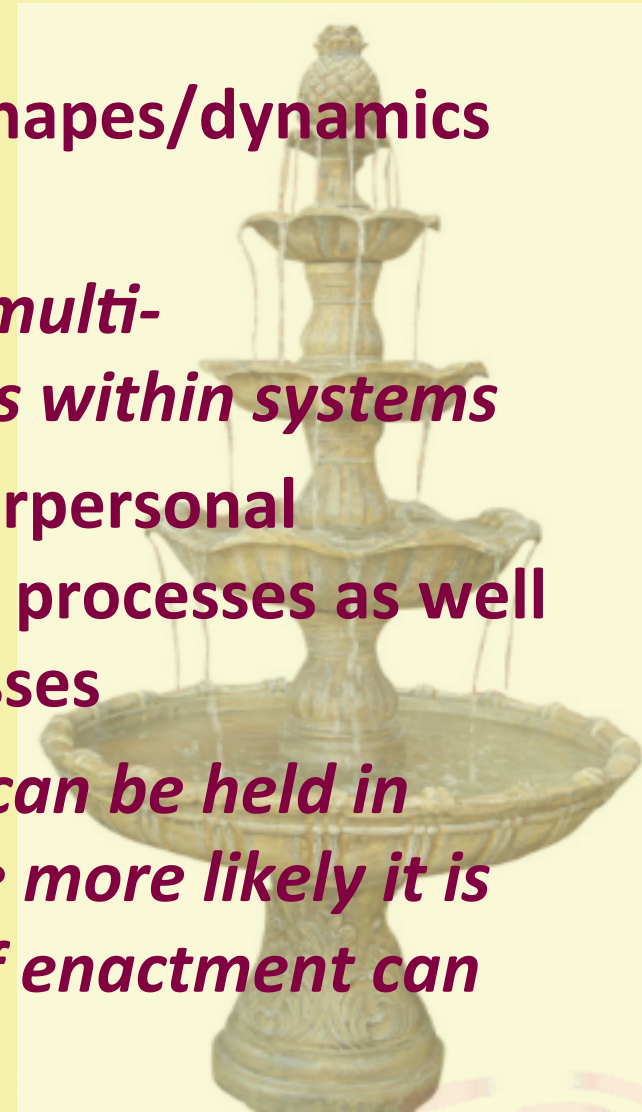 hapes/dynamics
multi-
s within systems
rpersonal
processes as well
sses
can be held in
e more likely it is
f enactment can